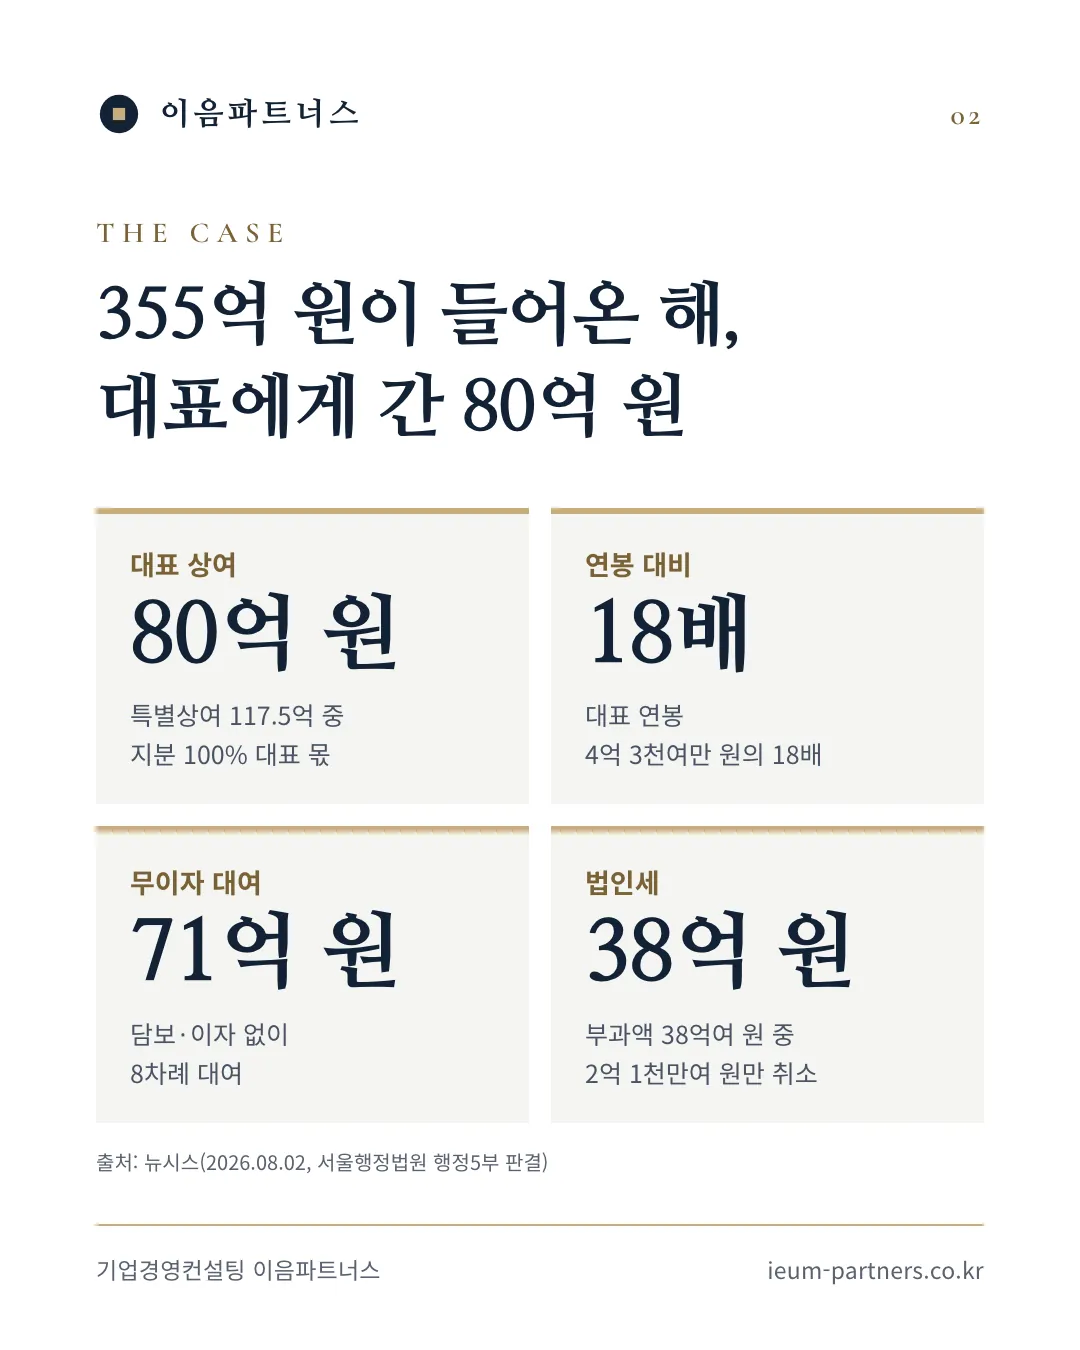 이음파트너스
02
THE CASE
355억 원이 들어온 해,
대표에게 간 80억 원
대표 상여
80억 원
특별상여 117.5억 중
지분 100% 대표 몫
연봉 대비
18배
대표 연봉
4억 3천여만 원의 18배
무이자 대여
71억 원
담보·이자 없이
8차례 대여
법인세
38억 원
부과액 38억여 원 중
2억 1천만여 원만 취소
출처: 뉴시스(2026.08.02, 서울행정법원 행정5부 판결)
기업경영컨설팅 이음파트너스
ieum-partners.co.kr